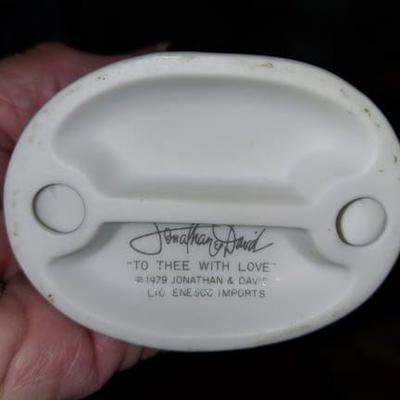 Jonathan & David
"TO THEE WITH LOVE"
© 1979 JONATHAN & DAVID
LTD. ENESCO IMPORTS